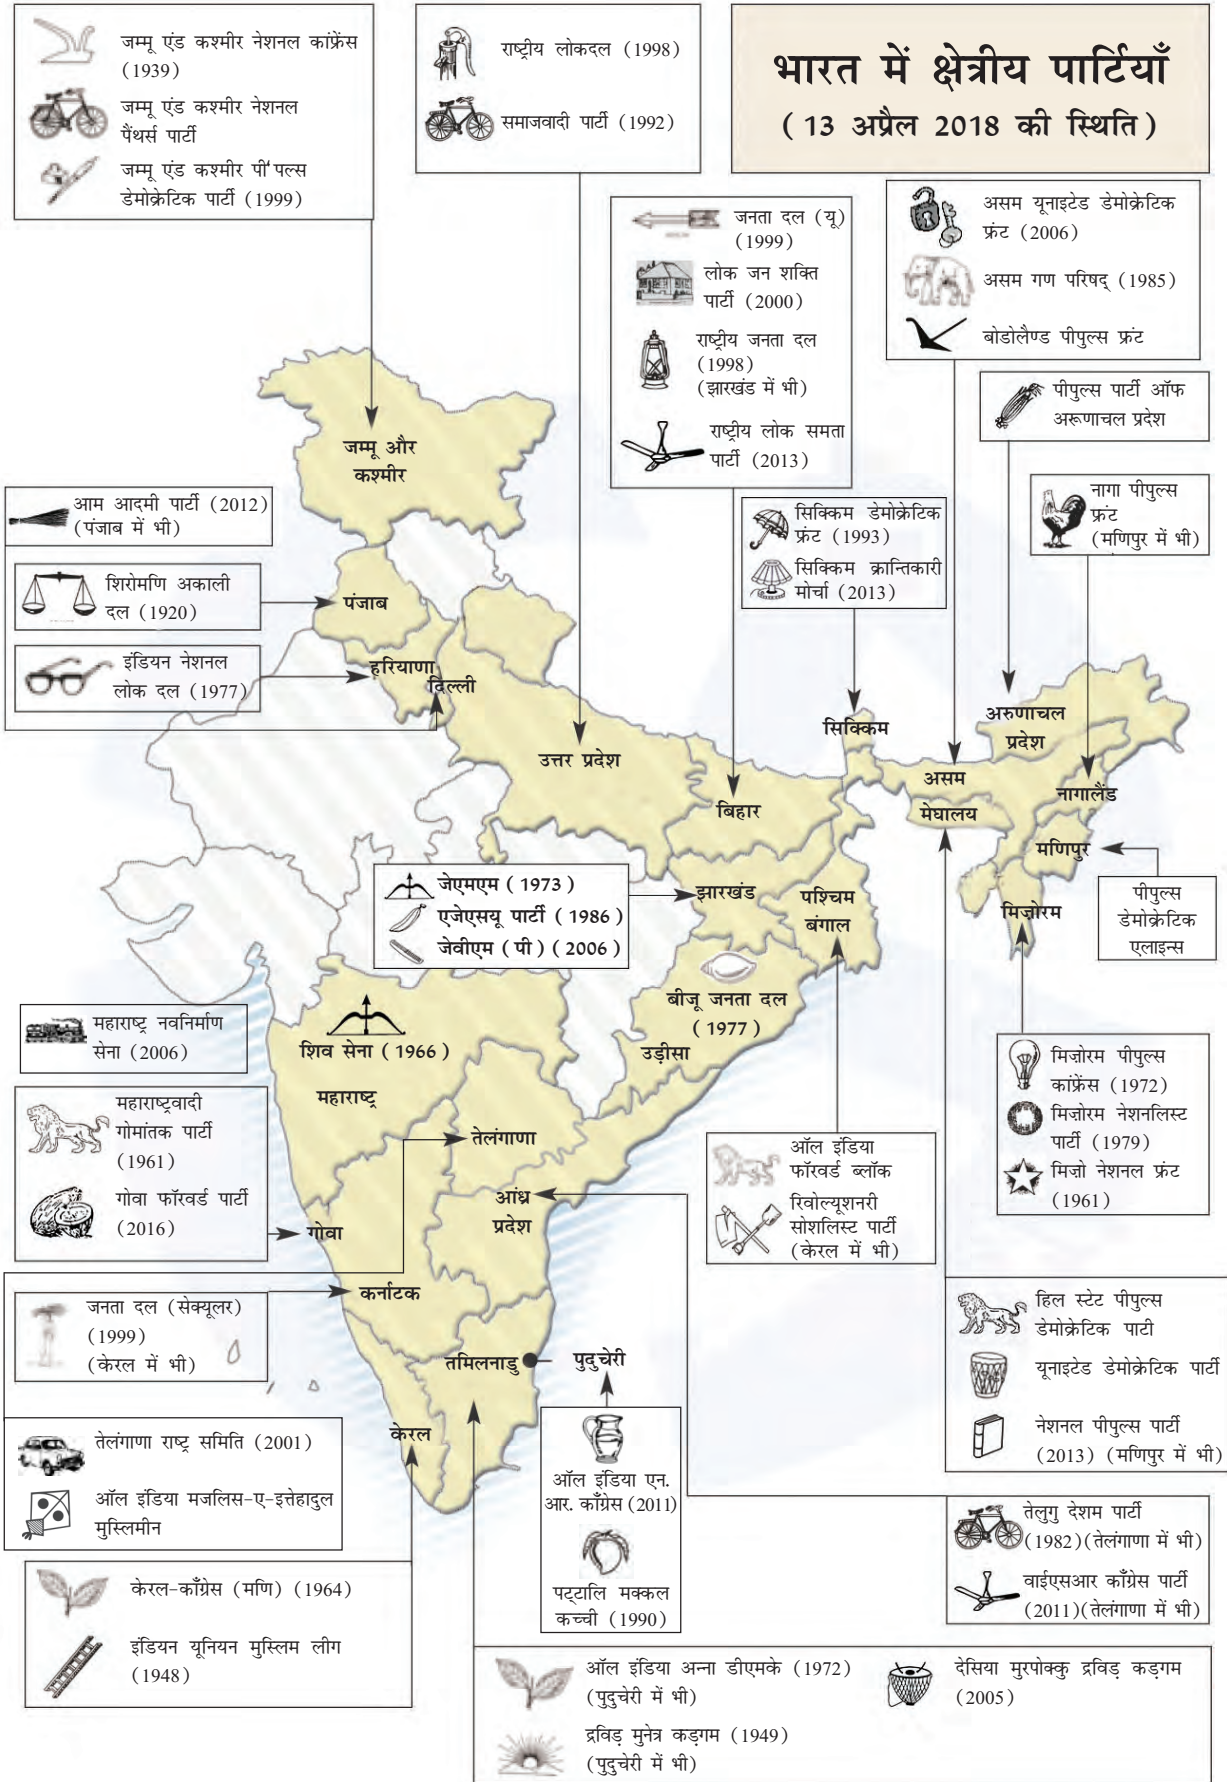 भारत में क्षेत्रीय पार्टियाँ
(13 अप्रैल 2018 की स्थिति)
जम्मू एंड कश्मीर नेशनल कांफ्रेंस
(1939)
जम्मू एंड कश्मीर नेशनल
पैंथर्स पार्टी
जम्मू एंड कश्मीर पी'पल्स
डेमोक्रेटिक पार्टी (1999)
राष्ट्रीय लोकदल (1998)
समाजवादी पार्टी (1992)
जनता दल (यू)
(1999)
लोक जन शक्ति
पार्टी (2000)
राष्ट्रीय जनता दल
(1998)
(झारखंड में भी)
राष्ट्रीय लोक समता
पार्टी (2013)
असम यूनाइटेड डेमोक्रेटिक
फ्रंट (2006)
असम गण परिषद् (1985)
बोडोलैण्ड पीपुल्स फ्रंट
पीपुल्स पार्टी ऑफ
अरूणाचल प्रदेश
नागा पीपुल्स
फ्रंट
(मणिपुर में भी)
सिक्किम डेमोक्रेटिक
फ्रंट (1993)
सिक्किम क्रान्तिकारी
मोर्चा (2013)
आम आदमी पार्टी (2012)
(पंजाब में भी)
शिरोमणि अकाली
दल (1920)
इंडियन नेशनल
लोक दल (1977)
जम्मू और
कश्मीर
पंजाब
हरियाणा
दिल्ली
उत्तर प्रदेश
बिहार
सिक्किम
अरुणाचल
प्रदेश
असम
मेघालय
नागालैंड
मणिपुर
मिज़ोरम
झारखंड
पश्चिम
बंगाल
जेएमएम (1973)
एजेएसयू पार्टी (1986)
जेवीएम (पी) (2006)
पीपुल्स
डेमोक्रेटिक
एलाइन्स
बीजू जनता दल
(1977)
उड़ीसा
शिव सेना (1966)
महाराष्ट्र
महाराष्ट्र नवनिर्माण
सेना (2006)
महाराष्ट्रवादी
गोमांतक पार्टी
(1961)
गोवा फॉरवर्ड पार्टी
(2016)
तेलंगाणा
आंध्र
प्रदेश
गोवा
कर्नाटक
तमिलनाडु
पुदुचेरी
केरल
मिज़ोरम पीपुल्स
कांफ्रेंस (1972)
मिज़ोरम नेशनलिस्ट
पार्टी (1979)
मिज़ो नेशनल फ्रंट
(1961)
ऑल इंडिया
फॉरवर्ड ब्लॉक
रिवोल्यूशनरी
सोशलिस्ट पार्टी
(केरल में भी)
जनता दल (सेक्यूलर)
(1999)
(केरल में भी)
हिल स्टेट पीपुल्स
डेमोक्रेटिक पाटी
यूनाइटेड डेमोक्रेटिक पार्टी
नेशनल पीपुल्स पार्टी
(2013) (मणिपुर में भी)
तेलंगाणा राष्ट्र समिति (2001)
ऑल इंडिया मजलिस-ए-इत्तेहादुल
मुस्लिमीन
ऑल इंडिया एन.
आर. काँग्रेस (2011)
पट्टालि मक्कल
कच्ची (1990)
तेलुगु देशम पार्टी
(1982)(तेलंगाणा में भी)
वाईएसआर काँग्रेस पार्टी
(2011)(तेलंगाणा में भी)
केरल-काँग्रेस (मणि) (1964)
इंडियन यूनियन मुस्लिम लीग
(1948)
ऑल इंडिया अन्ना डीएमके (1972)
(पुदुचेरी में भी)
द्रविड़ मुनेत्र कड़गम (1949)
(पुदुचेरी में भी)
देसिया मुरपोक्कु द्रविड़ कड़गम
(2005)